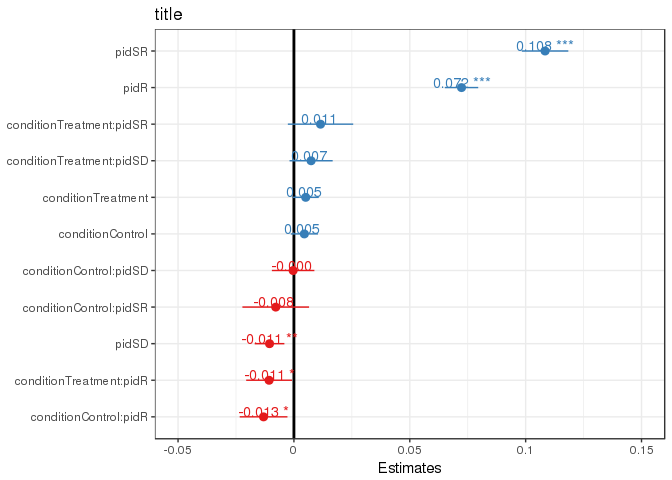 title
pidSR
0.108 ***
pidR
0.072 ***
conditionTreatment:pidSR
0.011
conditionTreatment:pidSD
0.007
conditionTreatment
0.005
conditionControl
0.005
conditionControl:pidSD
-0.000
conditionControl:pidSR
-0.008
pidSD
-0.011 **
conditionTreatment:pidR
-0.011 *
conditionControl:pidR
-0.013 *
-0.05 0 0.05 0.1 0.15
Estimates